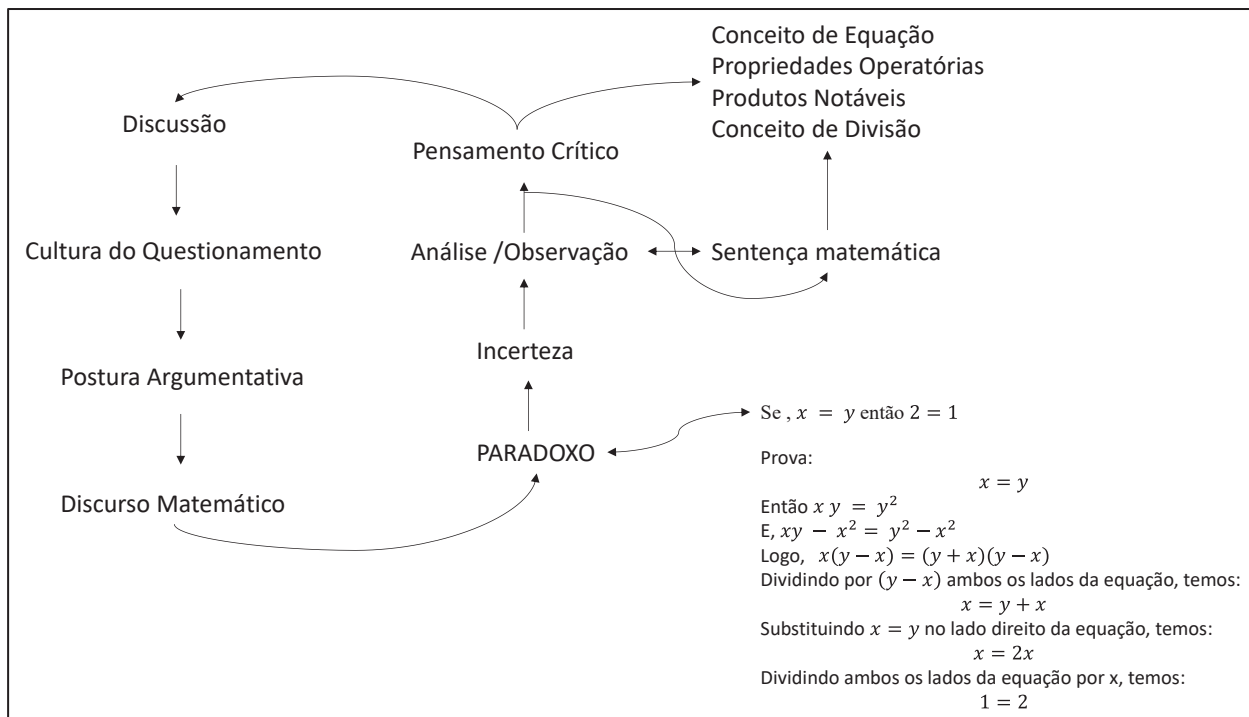 Conceito de Equação
Propriedades Operatórias
Produtos Notáveis
Conceito de Divisão
Discussão
Pensamento Crítico
Cultura do Questionamento
Análise /Observação
Sentença matemática
Incerteza
Postura Argumentativa
PARADOXO
Discurso Matemático
Se , x = y então 2 = 1
Prova:
x = y
Então x y = y²
E, xy − x² = y² − x²
Logo, x(y − x) = (y + x)(y − x)
Dividindo por (y − x) ambos os lados da equação, temos:
x = y + x
Substituindo x = y no lado direito da equação, temos:
x = 2x
Dividindo ambos os lados da equação por x, temos:
1 = 2